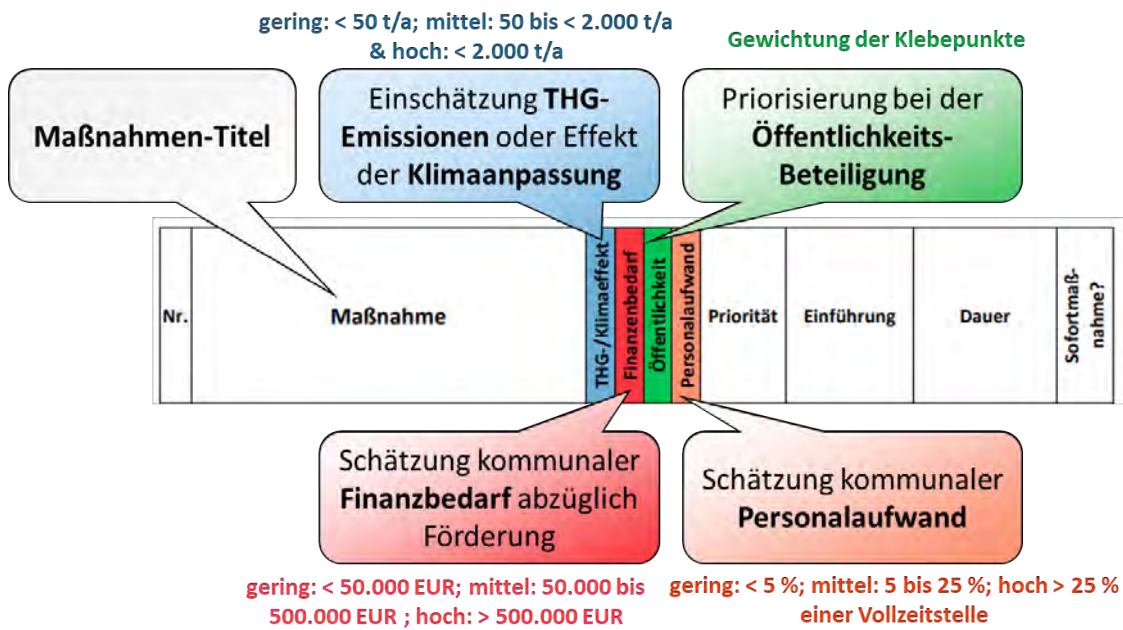 gering: < 50 t/a; mittel: 50 bis < 2.000 t/a
& hoch: < 2.000 t/a
Gewichtung der Klebepunkte
Maßnahmen-Titel
Einschätzung THG-
Emissionen oder Effekt
der Klimaanpassung
Priorisierung bei der
Öffentlichkeits-
Beteiligung
Nr.
Maßnahme
THG-/Klimaeffekt
Finanzenbedarf
Öffentlichkeit
Personalaufwand
Priorität
Einführung
Dauer
Sofortmaß-
nahme?
Schätzung kommunaler
Finanzbedarf abzüglich
Förderung
Schätzung kommunaler
Personalaufwand
gering: < 50.000 EUR; mittel: 50.000 bis
500.000 EUR ; hoch: > 500.000 EUR
gering: < 5 %; mittel: 5 bis 25 %; hoch > 25 %
einer Vollzeitstelle